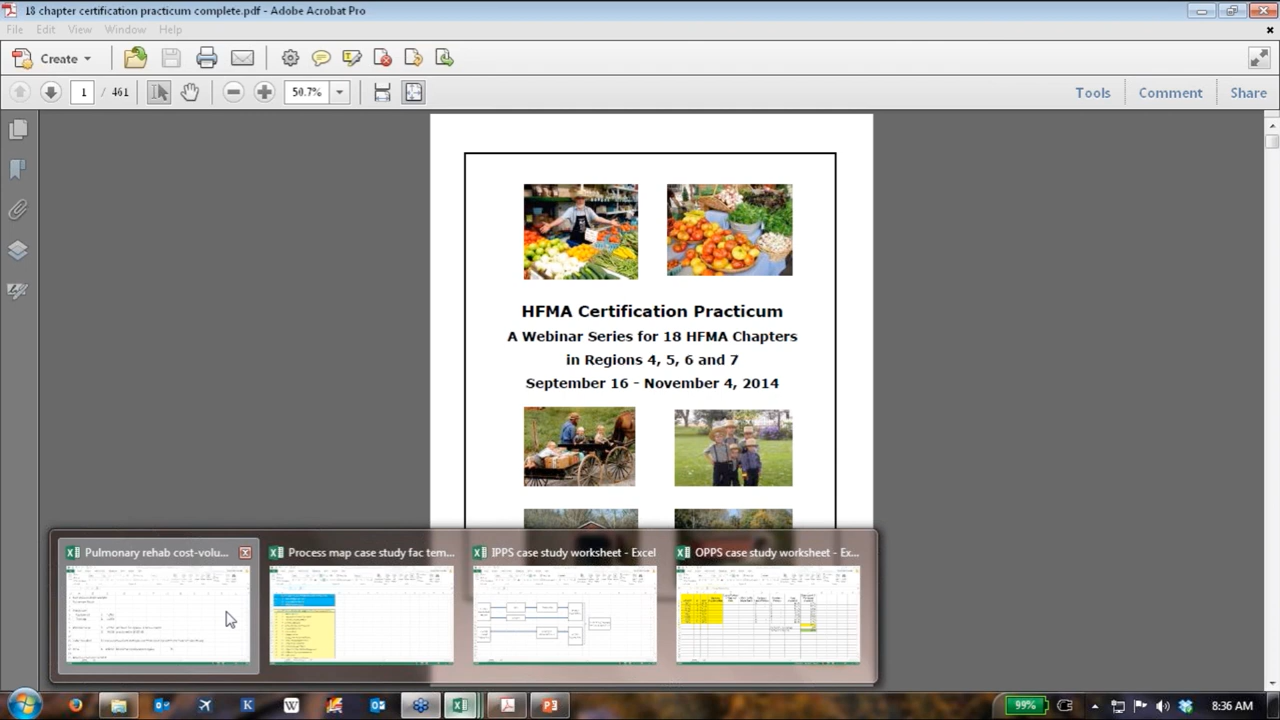 18 chapter certification practicum complete.pdf - Adobe Acrobat Pro
File Edit View Window Help
Create
1 / 461 50.7% Tools Comment Share
HFMA Certification Practicum
A Webinar Series for 18 HFMA Chapters
in Regions 4, 5, 6 and 7
September 16 - November 4, 2014
Pulmonary rehab cost-volu... Process map case study fac tem... IPPS case study worksheet - Excel OPPS case study worksheet - Ex...
99% 8:36 AM